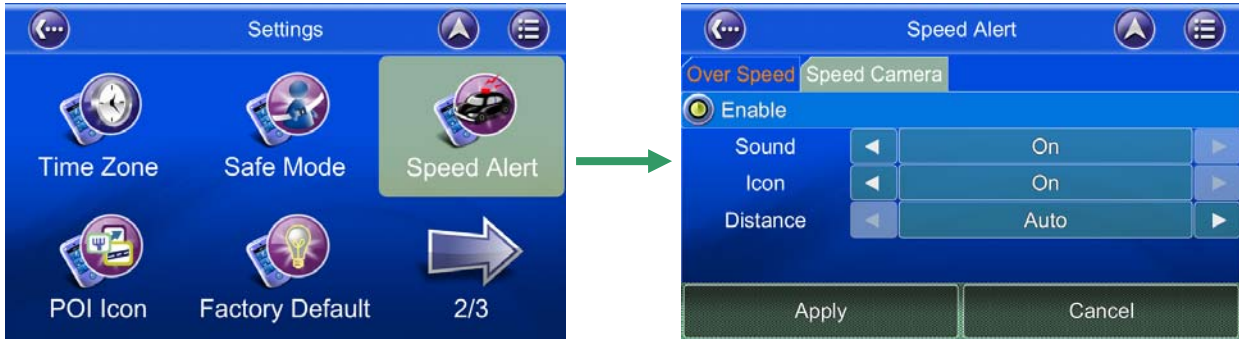 Settings
Time Zone Safe Mode Speed Alert
POI Icon Factory Default 2/3
Speed Alert
Over Speed Speed Camera
Enable
Sound On
Icon On
Distance Auto
Apply Cancel